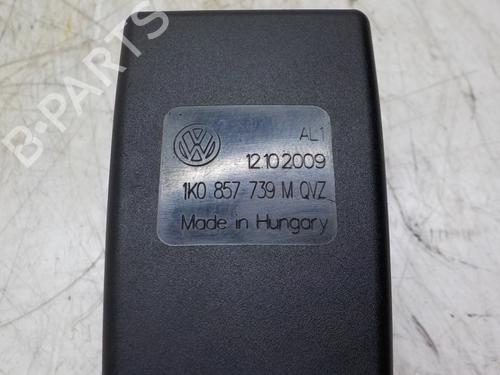 B-PARTS
AL1
12.10.2009
1K0 857 739 M QVZ
Made in Hungary